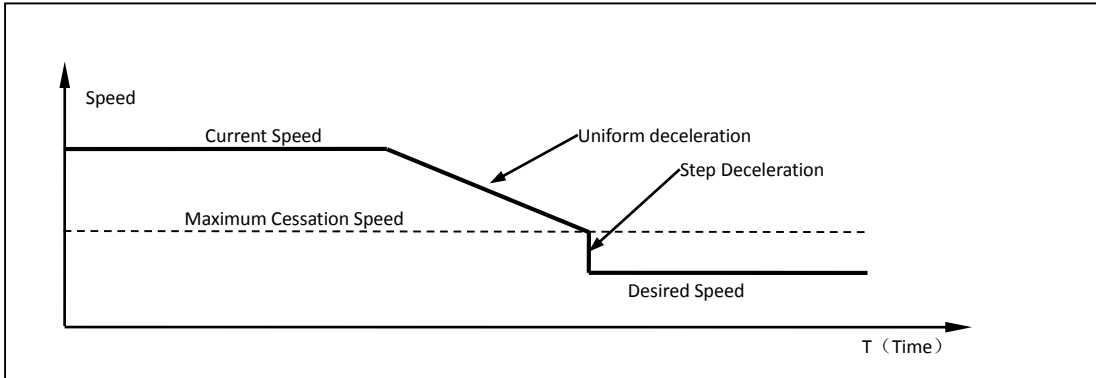 Speed
Current Speed
Uniform deceleration
Step Deceleration
Maximum Cessation Speed
Desired Speed
T（Time）